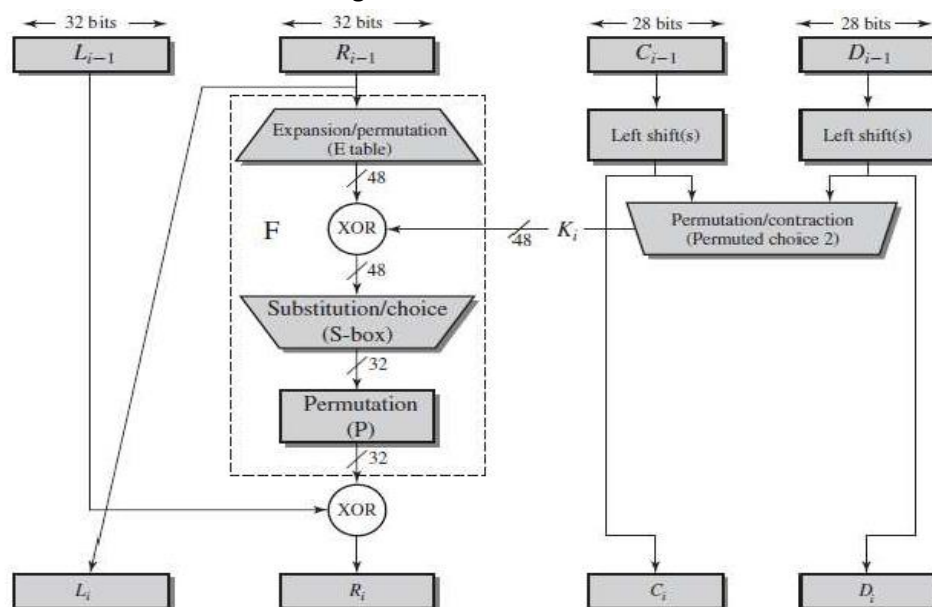 32 bits
32 bits
28 bits
28 bits
L_{i-1}
R_{i-1}
C_{i-1}
D_{i-1}
Expansion/permutation
(E table)
Left shift(s)
Left shift(s)
48
F
XOR
48
K_i
Permutation/contraction
(Permuted choice 2)
48
Substitution/choice
(S-box)
32
Permutation
(P)
32
XOR
L_i
R_i
C_i
D_i